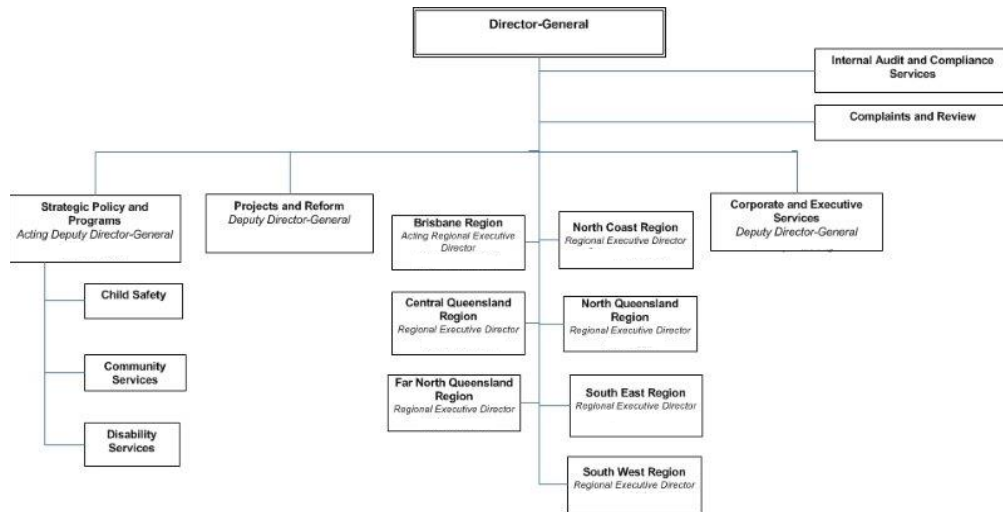 Director-General
Internal Audit and Compliance
Services
Complaints and Review
Strategic Policy and
Programs
Acting Deputy Director-General
Projects and Reform
Deputy Director-General
Corporate and Executive
Services
Deputy Director-General
Brisbane Region
Acting Regional Executive
Director
North Coast Region
Regional Executive Director
Child Safety
Central Queensland
Region
Regional Executive Director
North Queensland
Region
Regional Executive Director
Community
Services
Far North Queensland
Region
Regional Executive Director
South East Region
Regional Executive Director
Disability
Services
South West Region
Regional Executive Director